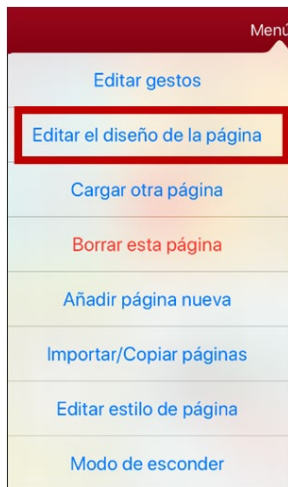 Menú
Editar gestos
Editar el diseño de la página
Cargar otra página
Borrar esta página
Añadir página nueva
Importar/Copiar páginas
Editar estilo de página
Modo de esconder